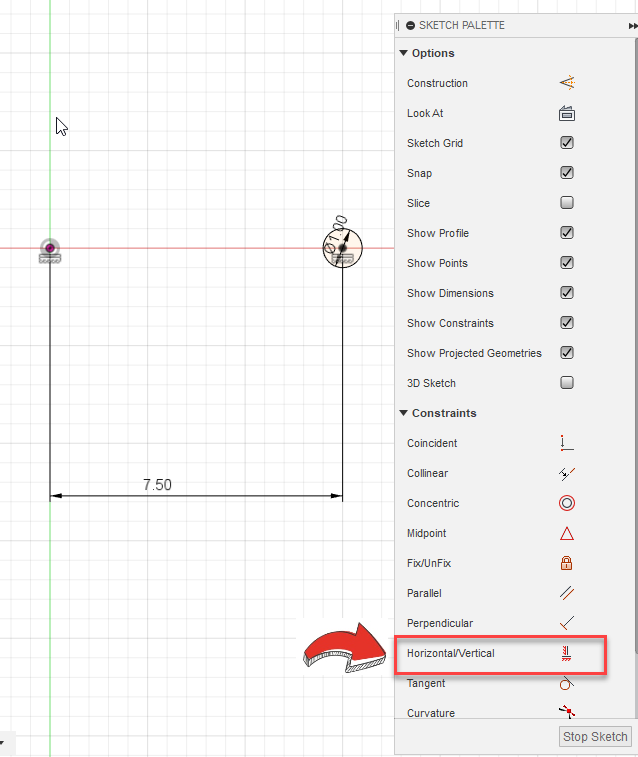 SKETCH PALETTE
Options
Construction
Look At
Sketch Grid
Snap
Slice
Show Profile
Show Points
Show Dimensions
Show Constraints
Show Projected Geometries
3D Sketch
Constraints
Coincident
Collinear
Concentric
Midpoint
Fix/UnFix
Parallel
Perpendicular
Horizontal/Vertical
Tangent
Curvature
Stop Sketch
Ø1.00
7.50